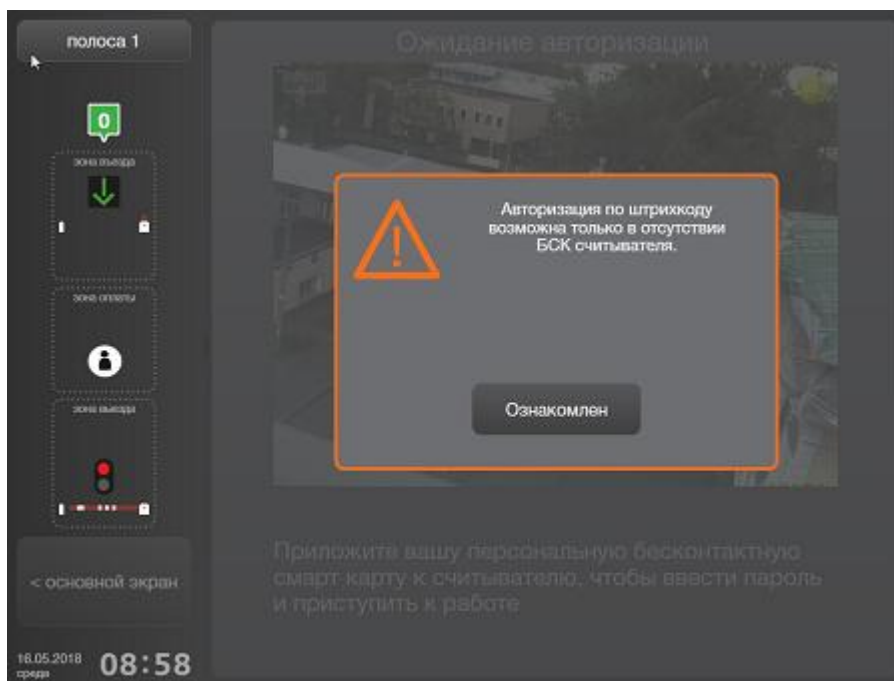 полоса 1
0
зона въезда
зона оплаты
зона выезда
< основной экран
16.05.2018
среда
08:58
Ожидание авторизации
Авторизация по штрихкоду
возможна только в отсутствии
БСК считывателя.
Ознакомлен
Приложите вашу персональную бесконтактную
смарт карту к считывателю, чтобы ввести пароль
и приступить к работе